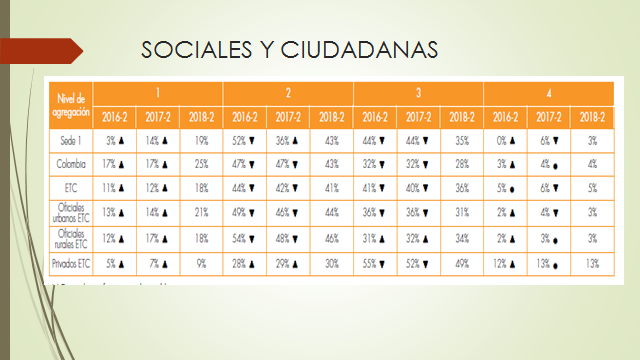 SOCIALES Y CIUDADANAS
Nivel de agregación 1 2 3 4
2016-2 2017-2 2018-2 2016-2 2017-2 2018-2 2016-2 2017-2 2018-2 2016-2 2017-2 2018-2
Sede 1 3% ▲ 14% ▲ 19% 52% ▼ 36% ▲ 43% 44% ▼ 44% ▼ 35% 0% ▲ 6% ▼ 3%
Colombia 17% ▲ 17% ▲ 25% 47% ▼ 47% ▼ 43% 32% ▼ 32% ▼ 28% 3% ▲ 4% ● 4%
ETC 11% ▲ 12% ▲ 18% 44% ▼ 42% ▼ 41% 41% ▼ 40% ▼ 36% 5% ● 6% ▼ 5%
Oficiales urbanos ETC 13% ▲ 14% ▲ 21% 49% ▼ 46% ▼ 44% 36% ▼ 36% ▼ 31% 2% ▲ 4% ▼ 3%
Oficiales rurales ETC 12% ▲ 17% ▲ 18% 54% ▼ 48% ▼ 46% 31% ▲ 32% ▲ 34% 2% ▲ 3% ● 3%
Privados ETC 5% ▲ 7% ▲ 9% 28% ▲ 29% ▲ 30% 55% ▼ 52% ▼ 49% 12% ▲ 13% ● 13%